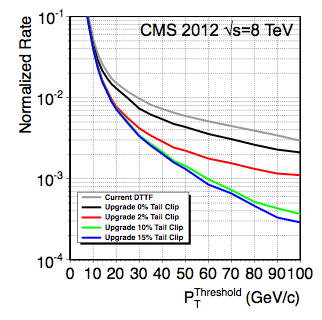 CMS 2012 √s=8 TeV
Normalized Rate
10⁻¹
10⁻²
10⁻³
10⁻⁴
Current DTTF
Upgrade 0% Tail Clip
Upgrade 2% Tail Clip
Upgrade 10% Tail Clip
Upgrade 15% Tail Clip
0 10 20 30 40 50 60 70 80 90 100
P_T^Threshold (GeV/c)